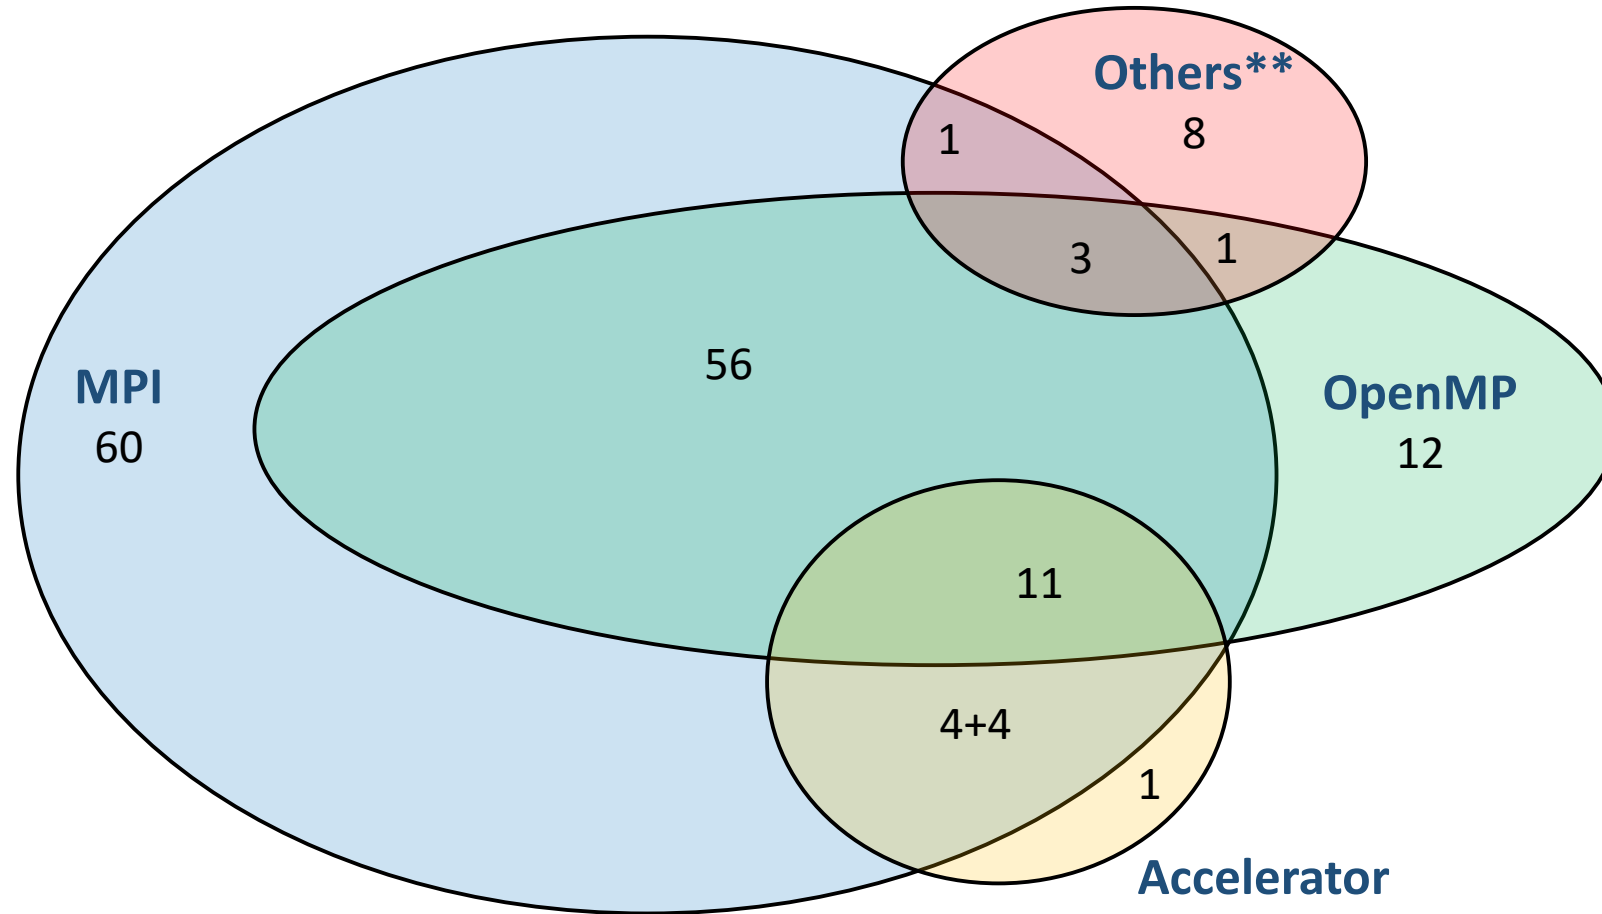 Others**
8
1
3
1
56
MPI
60
OpenMP
12
11
4+4
1
Accelerator